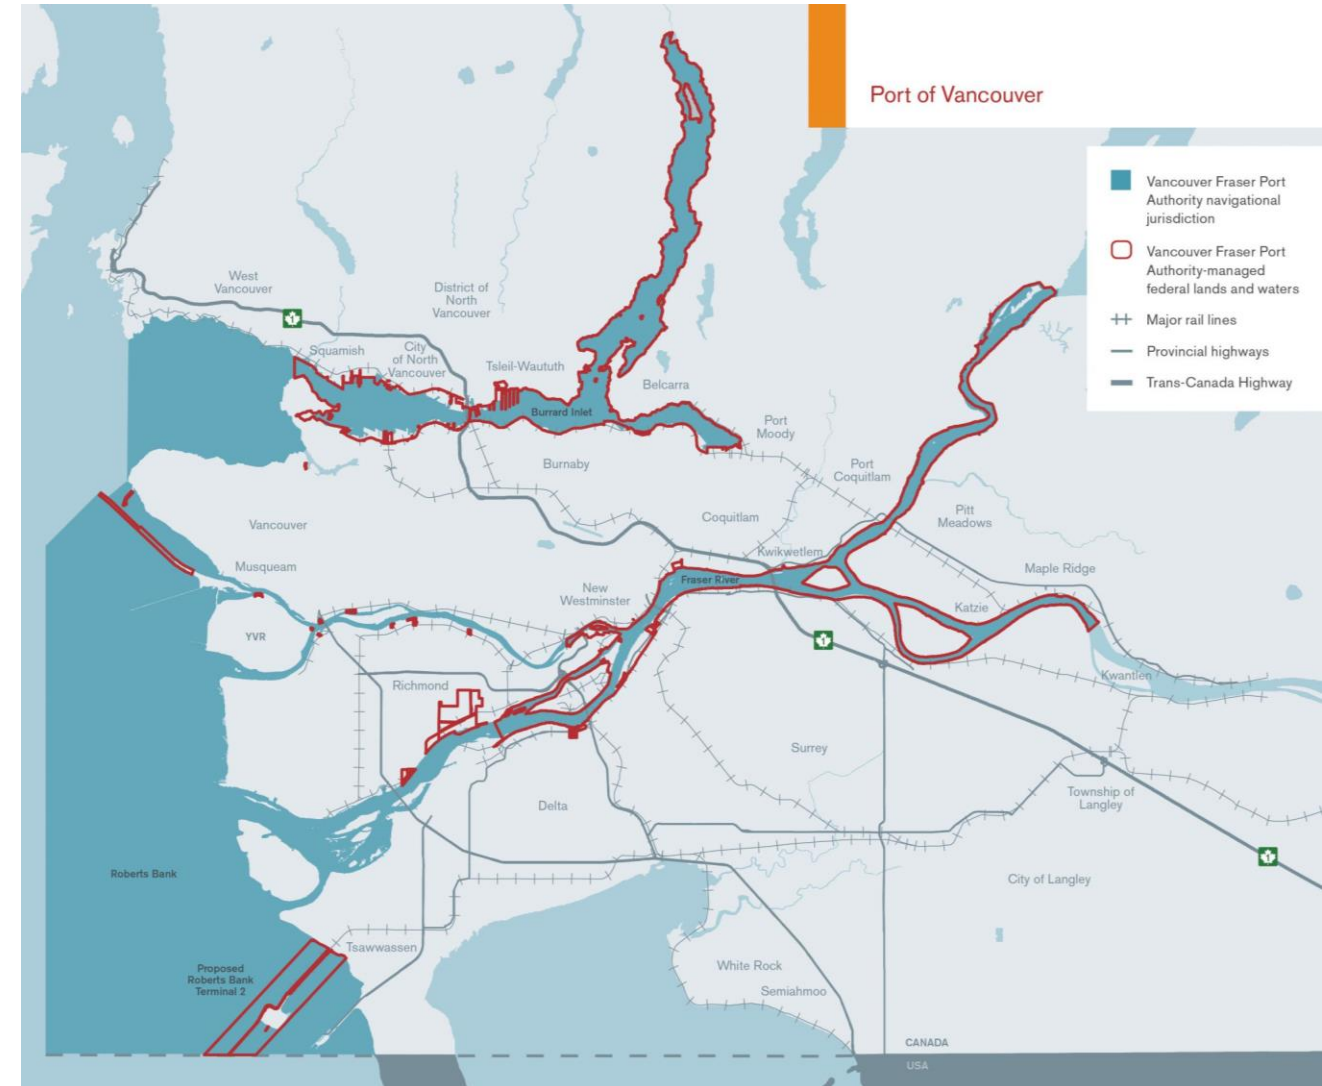 Port of Vancouver
Vancouver Fraser Port
Authority navigational
jurisdiction
Vancouver Fraser Port
Authority-managed
federal lands and waters
Major rail lines
Provincial highways
Trans-Canada Highway
West
Vancouver
1
District of
North
Vancouver
Squamish
City
of North
Vancouver
Tsleil-Waututh
Belcarra
Burrard Inlet
Port
Moody
Burnaby
Port
Coquitlam
Vancouver
Coquitlam
Pitt
Meadows
Musqueam
Kwikwetlem
Maple Ridge
Fraser River
New
Westminster
Katzie
YVR
1
Kwantlen
Richmond
Surrey
Delta
Township of
Langley
1
Roberts Bank
City of Langley
Tsawwassen
Proposed
Roberts Bank
Terminal 2
White Rock
Semiahmoo
CANADA
USA